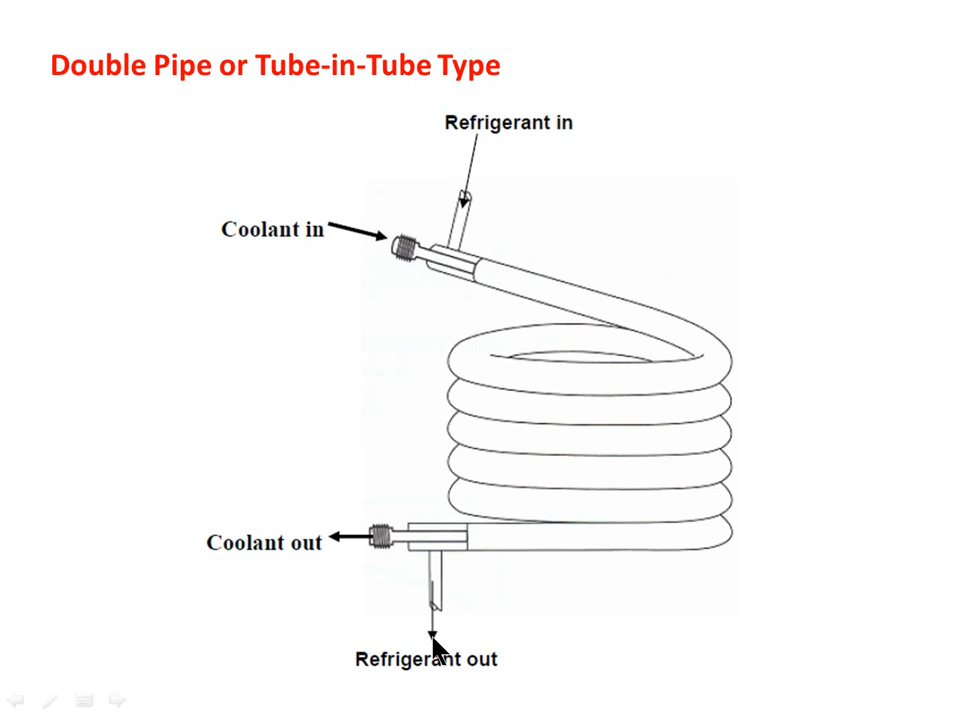 Double Pipe or Tube-in-Tube Type
Refrigerant in
Coolant in
Coolant out
Refrigerant out